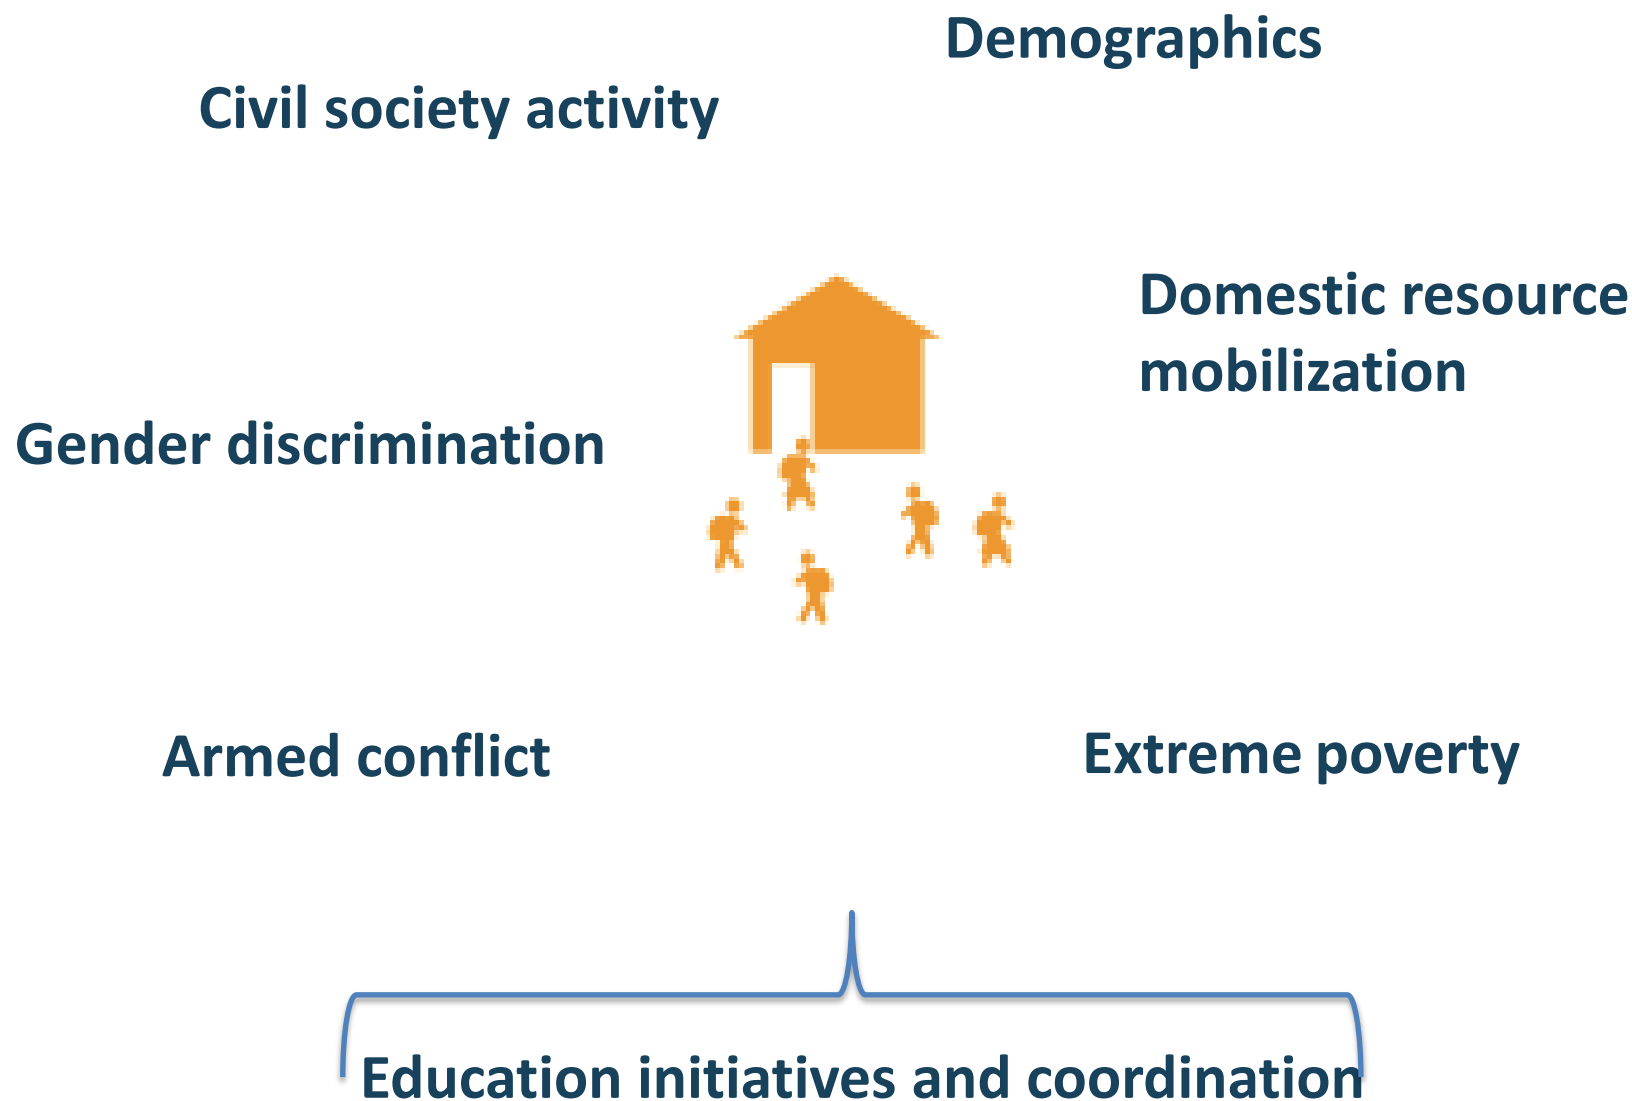 Demographics
Civil society activity
Domestic resource
mobilization
Gender discrimination
Armed conflict
Extreme poverty
Education initiatives and coordination